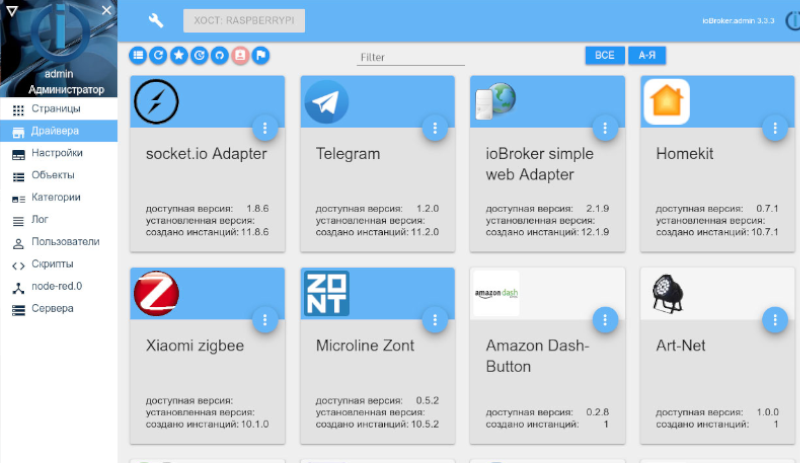 ХОСТ: RASPBERRYPI
ioBroker.admin 3.3.3
admin
Администратор
Страницы
Драйвера
Настройки
Объекты
Категории
Лог
Пользователи
Скрипты
node-red.0
Сервера
Filter
ВСЕ
А-Я
socket.io Adapter
доступная версия: 1.8.6
установленная версия:
создано инстанций: 11.8.6
Telegram
доступная версия: 1.2.0
установленная версия:
создано инстанций: 11.2.0
ioBroker simple
web Adapter
доступная версия: 2.1.9
установленная версия:
создано инстанций: 12.1.9
Homekit
доступная версия: 0.7.1
установленная версия:
создано инстанций: 10.7.1
Xiaomi zigbee
доступная версия:
установленная версия:
создано инстанций: 10.1.0
ZONT
Microline Zont
доступная версия: 0.5.2
установленная версия:
создано инстанций: 10.5.2
amazon dash
Amazon Dash-
Button
доступная версия: 0.2.8
создано инстанций: 1
Art-Net
доступная версия: 1.0.0
создано инстанций: 1